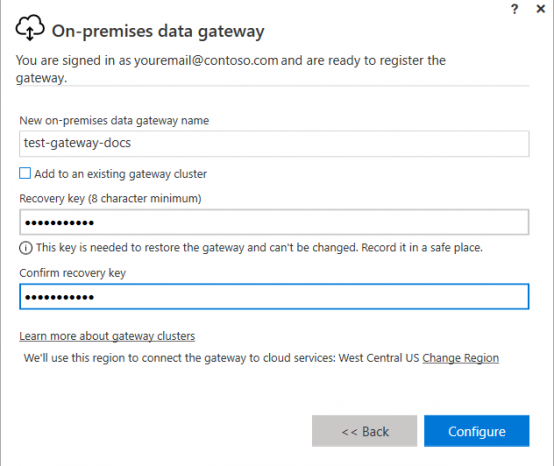 ? ×
On-premises data gateway
You are signed in as youremail@contoso.com and are ready to register the
gateway.
New on-premises data gateway name
test-gateway-docs
Add to an existing gateway cluster
Recovery key (8 character minimum)
●●●●●●●●●●●
This key is needed to restore the gateway and can't be changed. Record it in a safe place.
Confirm recovery key
●●●●●●●●●●●
Learn more about gateway clusters
We'll use this region to connect the gateway to cloud services: West Central US Change Region
<< Back Configure